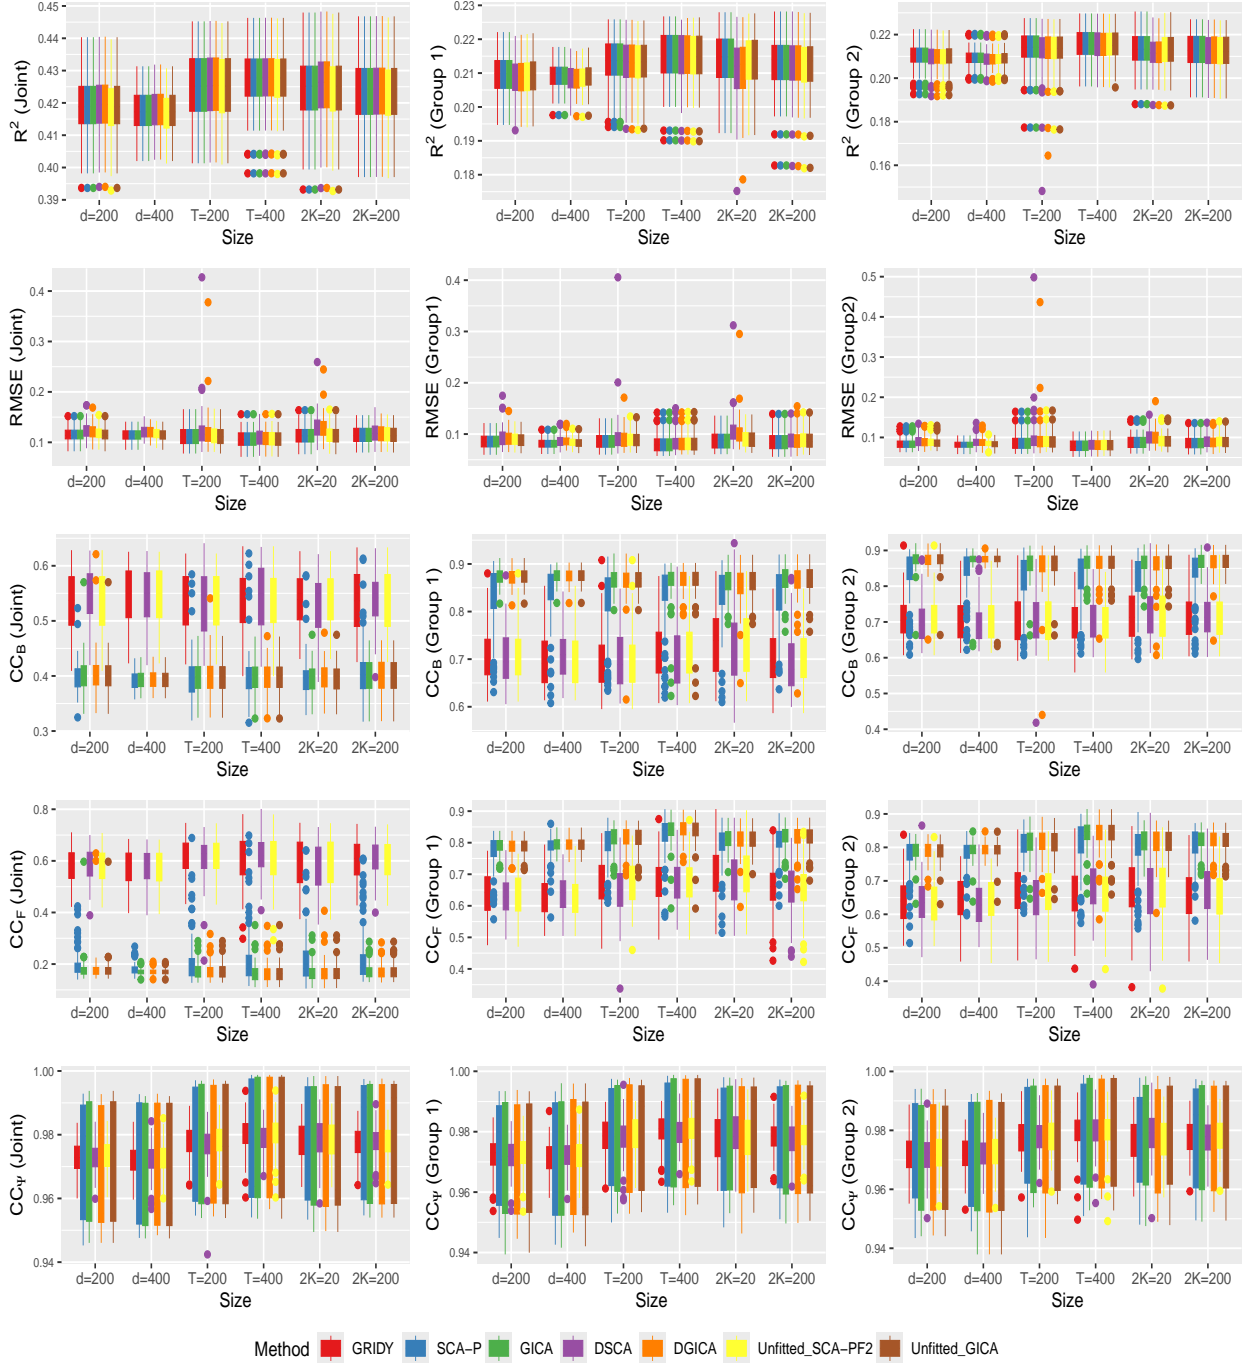 R² (Joint)
0.45
0.44
0.43
0.42
0.41
0.40
0.39
d=200 d=400 T=200 T=400 2K=20 2K=200
Size
R² (Group 1)
0.23
0.22
0.21
0.20
0.19
0.18
d=200 d=400 T=200 T=400 2K=20 2K=200
Size
R² (Group 2)
0.22
0.20
0.18
0.16
d=200 d=400 T=200 T=400 2K=20 2K=200
Size
RMSE (Joint)
0.4
0.3
0.2
0.1
d=200 d=400 T=200 T=400 2K=20 2K=200
Size
RMSE (Group1)
0.4
0.3
0.2
0.1
d=200 d=400 T=200 T=400 2K=20 2K=200
Size
RMSE (Group2)
0.5
0.4
0.3
0.2
0.1
d=200 d=400 T=200 T=400 2K=20 2K=200
Size
CC_B (Joint)
0.6
0.5
0.4
0.3
d=200 d=400 T=200 T=400 2K=20 2K=200
Size
CC_B (Group 1)
0.9
0.8
0.7
0.6
d=200 d=400 T=200 T=400 2K=20 2K=200
Size
CC_B (Group 2)
0.9
0.8
0.7
0.6
0.5
0.4
d=200 d=400 T=200 T=400 2K=20 2K=200
Size
CC_F (Joint)
0.8
0.6
0.4
0.2
d=200 d=400 T=200 T=400 2K=20 2K=200
Size
CC_F (Group 1)
0.9
0.8
0.7
0.6
0.5
0.4
d=200 d=400 T=200 T=400 2K=20 2K=200
Size
CC_F (Group 2)
0.9
0.8
0.7
0.6
0.5
0.4
d=200 d=400 T=200 T=400 2K=20 2K=200
Size
CC_Ψ (Joint)
1.00
0.98
0.96
0.94
d=200 d=400 T=200 T=400 2K=20 2K=200
Size
CC_Ψ (Group 1)
1.00
0.98
0.96
0.94
d=200 d=400 T=200 T=400 2K=20 2K=200
Size
CC_Ψ (Group 2)
1.00
0.98
0.96
0.94
d=200 d=400 T=200 T=400 2K=20 2K=200
Size
Method GRIDY SCA−P GICA DSCA DGICA Unfitted_SCA−PF2 Unfitted_GICA